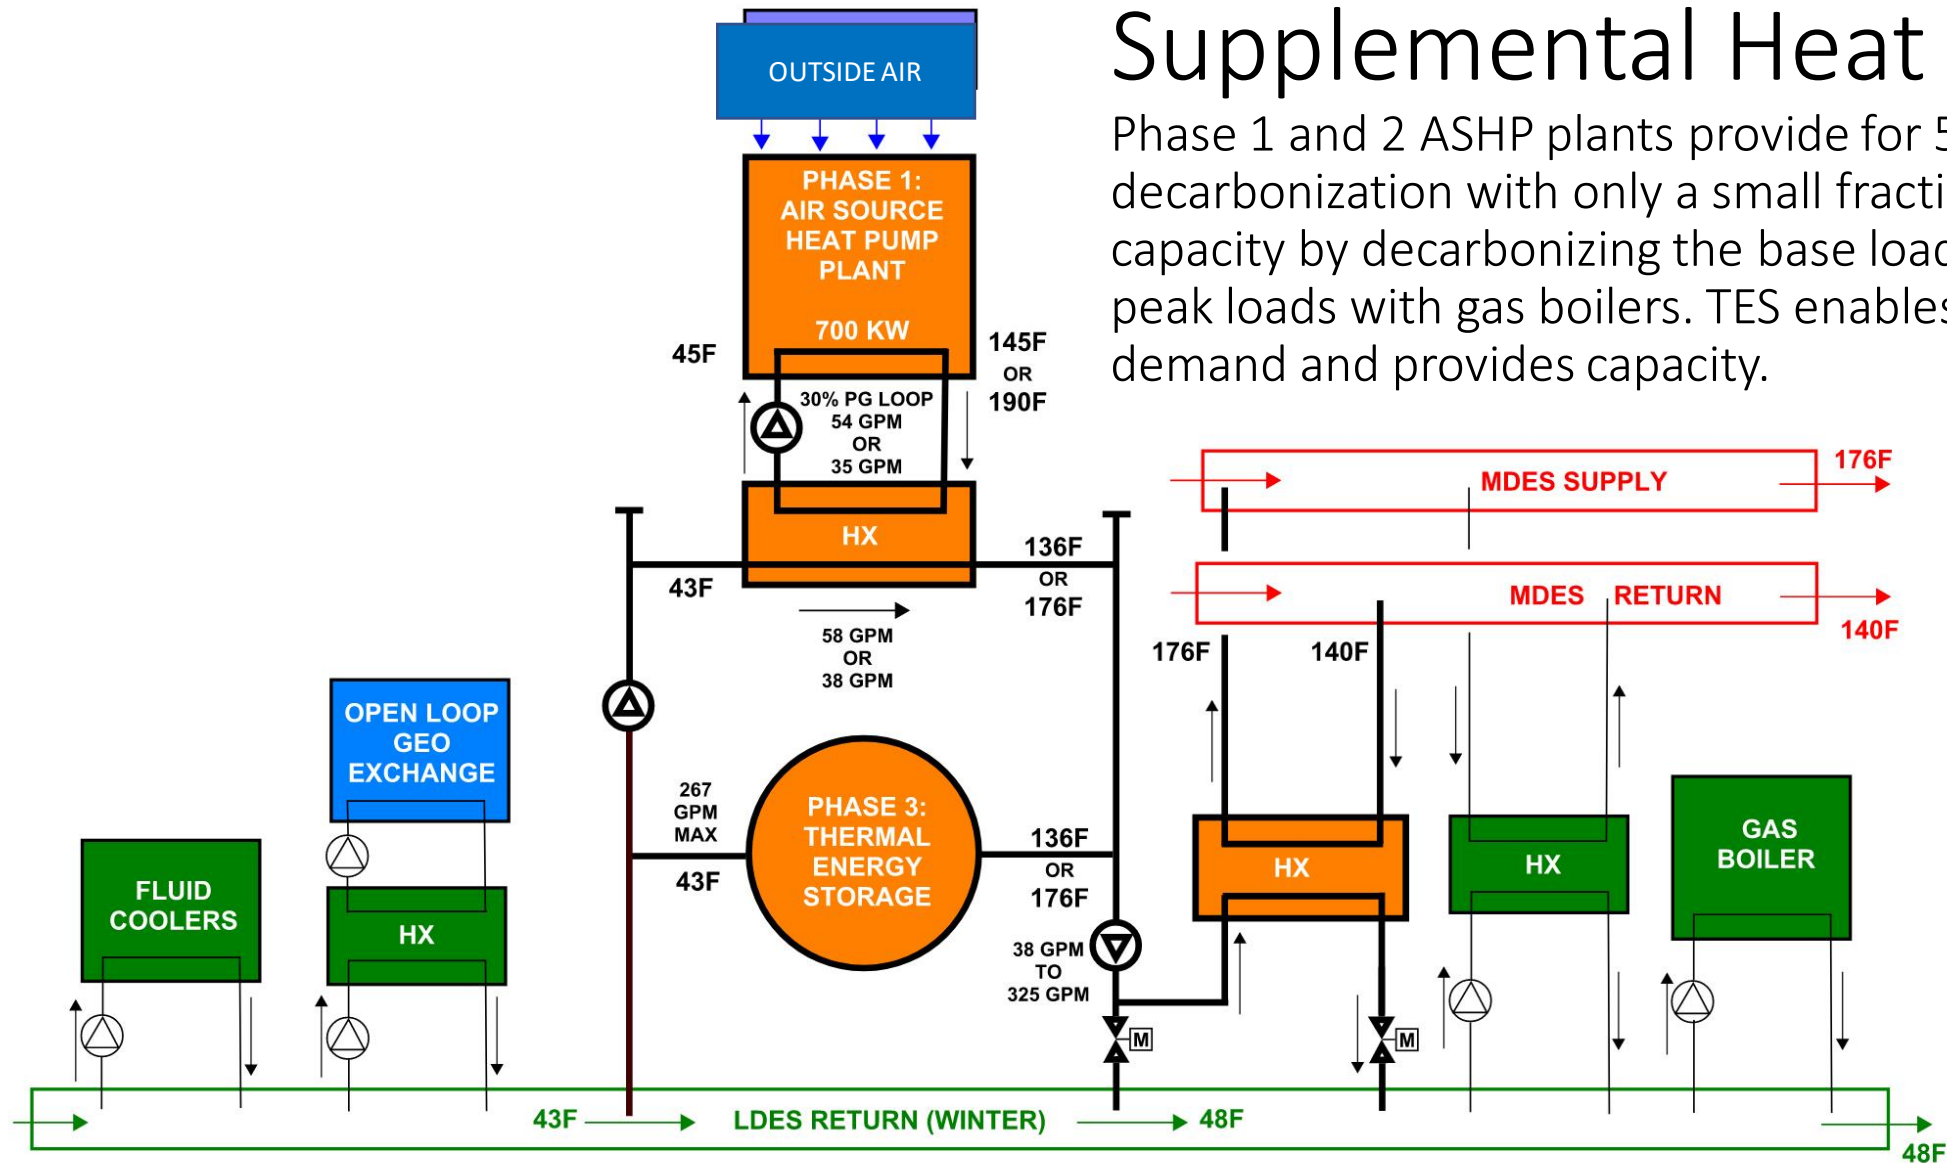 Supplemental Heat
Phase 1 and 2 ASHP plants provide for 5
decarbonization with only a small fracti
capacity by decarbonizing the base load
peak loads with gas boilers. TES enables
demand and provides capacity.
OUTSIDE AIR
PHASE 1:
AIR SOURCE
HEAT PUMP
PLANT
700 KW
45F
145F
OR
190F
30% PG LOOP
54 GPM
OR
35 GPM
HX
43F
136F
OR
176F
58 GPM
OR
38 GPM
MDES SUPPLY
176F
MDES RETURN
140F
176F
140F
OPEN LOOP
GEO
EXCHANGE
HX
FLUID
COOLERS
267
GPM
MAX
43F
PHASE 3:
THERMAL
ENERGY
STORAGE
136F
OR
176F
38 GPM
TO
325 GPM
M
HX
M
HX
GAS
BOILER
43F
LDES RETURN (WINTER)
48F
48F